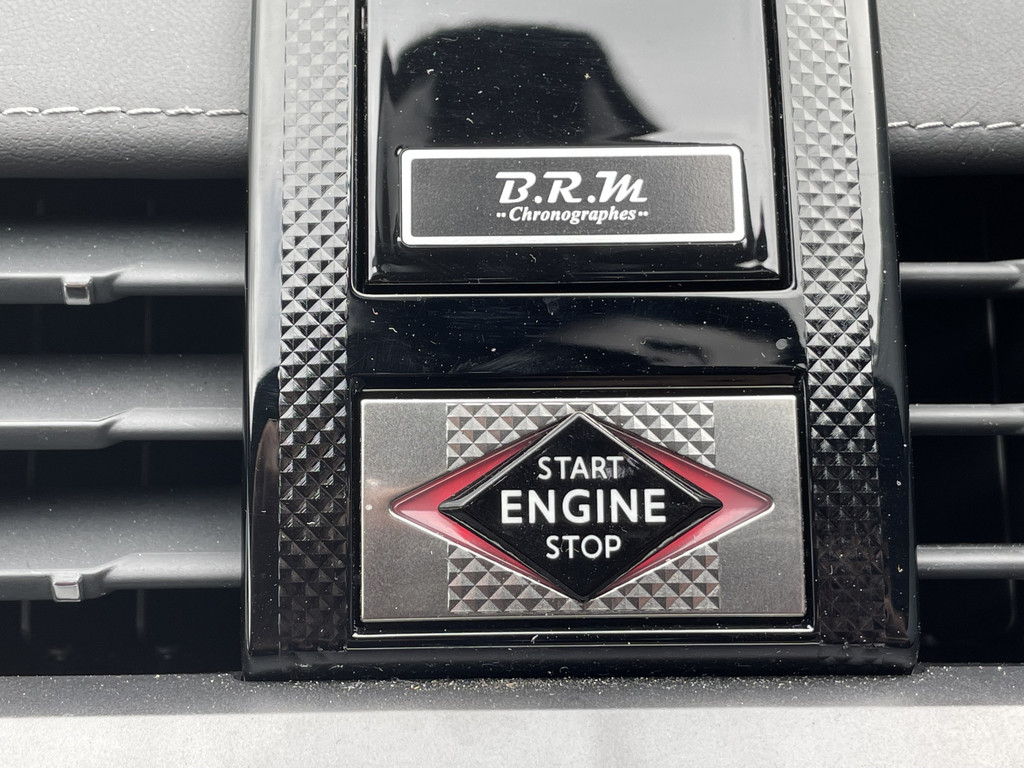 B.R.M
·· Chronographes ··
START
ENGINE
STOP